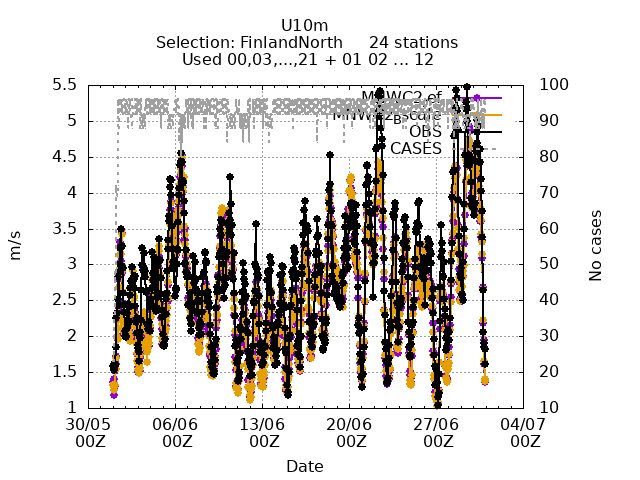 U10m
Selection: FinlandNorth 24 stations
Used 00,03,...,21 + 01 02 ... 12
OBS
CASES
m/s
5.5
5
4.5
4
3.5
3
2.5
2
1.5
1
No cases
100
90
80
70
60
50
40
30
20
10
30/05 06/06 13/06 20/06 27/06 04/07
00Z 00Z 00Z 00Z 00Z 00Z
Date